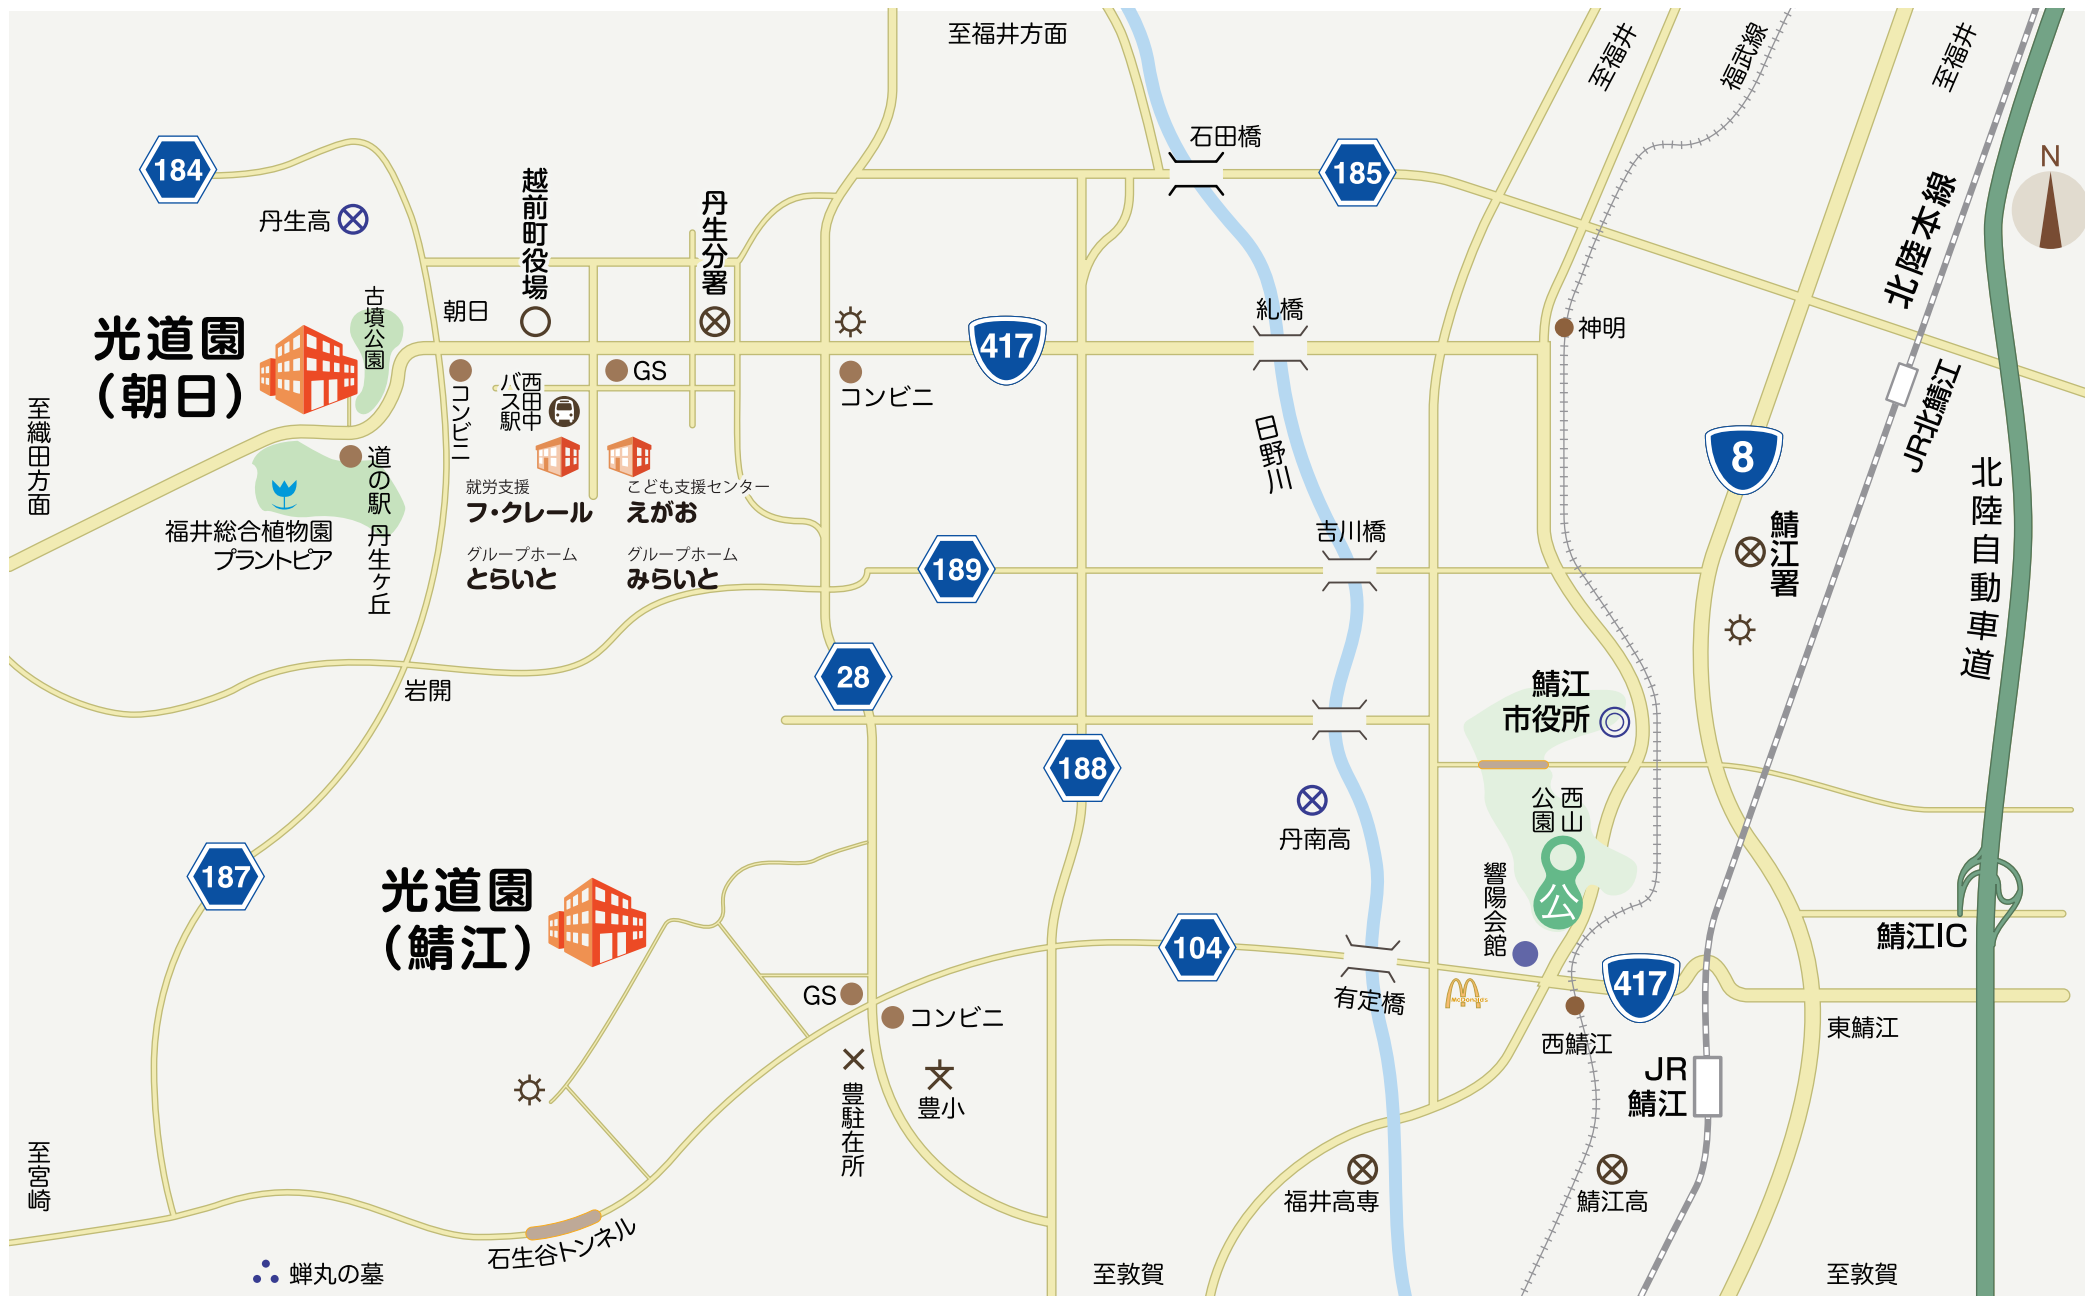 至福井方面
至福井
福武線
至福井
石田橋
184
185
N
丹生高
越前町役場
丹生分署
北陸本線
古墳公園
朝日
光道園
（朝日）
417
糺橋
神明
JR北鯖江
コンビニ
西田中
バス駅
GS
コンビニ
至織田方面
道の駅 丹生ヶ丘
日野川
8
北陸自動車道
就労支援
フ・クレール
こども支援センター
えがお
福井総合植物園
プラントピア
グループホーム
とらいと
グループホーム
みらいと
189
吉川橋
鯖江署
岩開
28
鯖江
市役所
188
西山
公園
丹南高
187
光道園
（鯖江）
響陽会館
公
鯖江IC
104
GS
コンビニ
有定橋
McDonalds
417
西鯖江
東鯖江
JR
鯖江
豊駐在所
豊小
至宮崎
福井高専
鯖江高
石生谷トンネル
蝉丸の墓
至敦賀
至敦賀